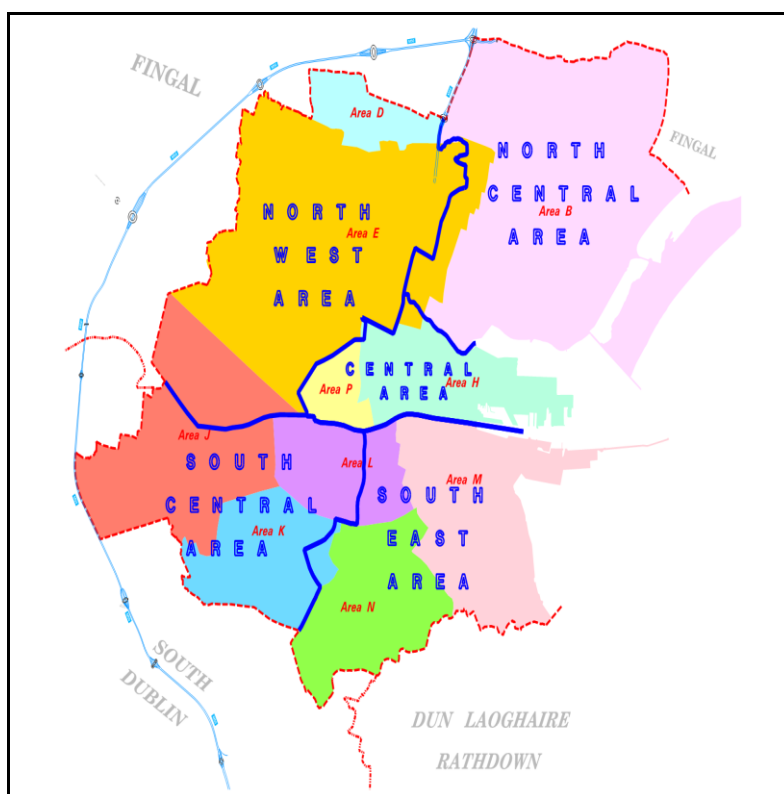 FINGAL
Area D
FINGAL
NORTH
CENTRAL
Area B
AREA
NORTH
Area E
WEST
AREA
CENTRAL
Area P
Area H
AREA
Area J
SOUTH
CENTRAL
Area K
AREA
Area L
Area M
SOUTH
EAST
AREA
Area N
SOUTH
DUBLIN
DUN LAOGHAIRE
RATHDOWN